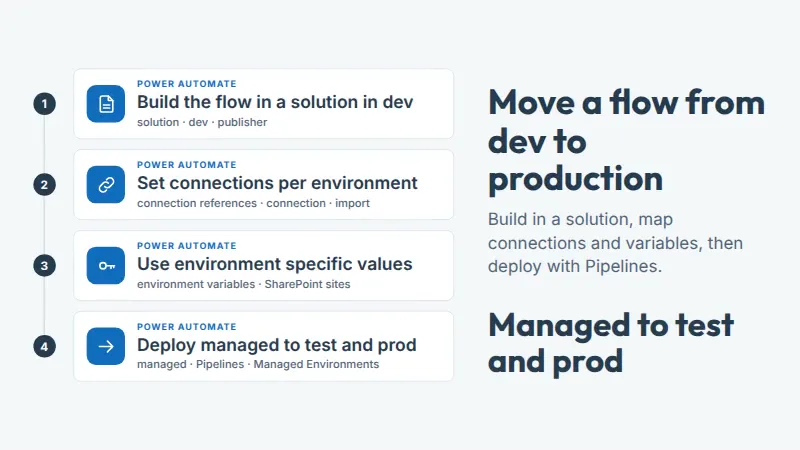 1
POWER AUTOMATE
Build the flow in a solution in dev
solution · dev · publisher
2
POWER AUTOMATE
Set connections per environment
connection references · connection · import
3
POWER AUTOMATE
Use environment specific values
environment variables · SharePoint sites
4
POWER AUTOMATE
Deploy managed to test and prod
managed · Pipelines · Managed Environments
Move a flow from
dev to
production
Build in a solution, map
connections and variables, then
deploy with Pipelines.
Managed to test
and prod